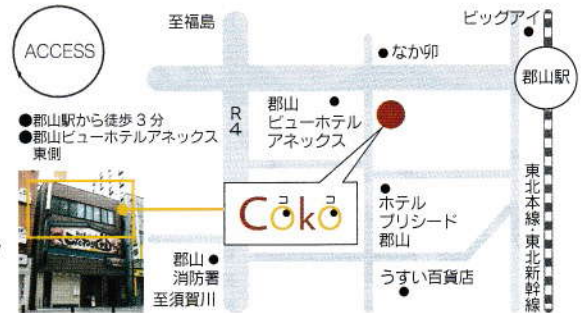 ACCESS
●郡山駅から徒歩3分
●郡山ビューホテルアネックス
東側
至福島
R4
ビッグアイ
●なか卯
郡山駅
郡山
ビューホテル
アネックス
Coko
ココ
ホテル
プリシード
郡山
東北本線・東北新幹線
郡山
消防署
至須賀川
うすい百貨店